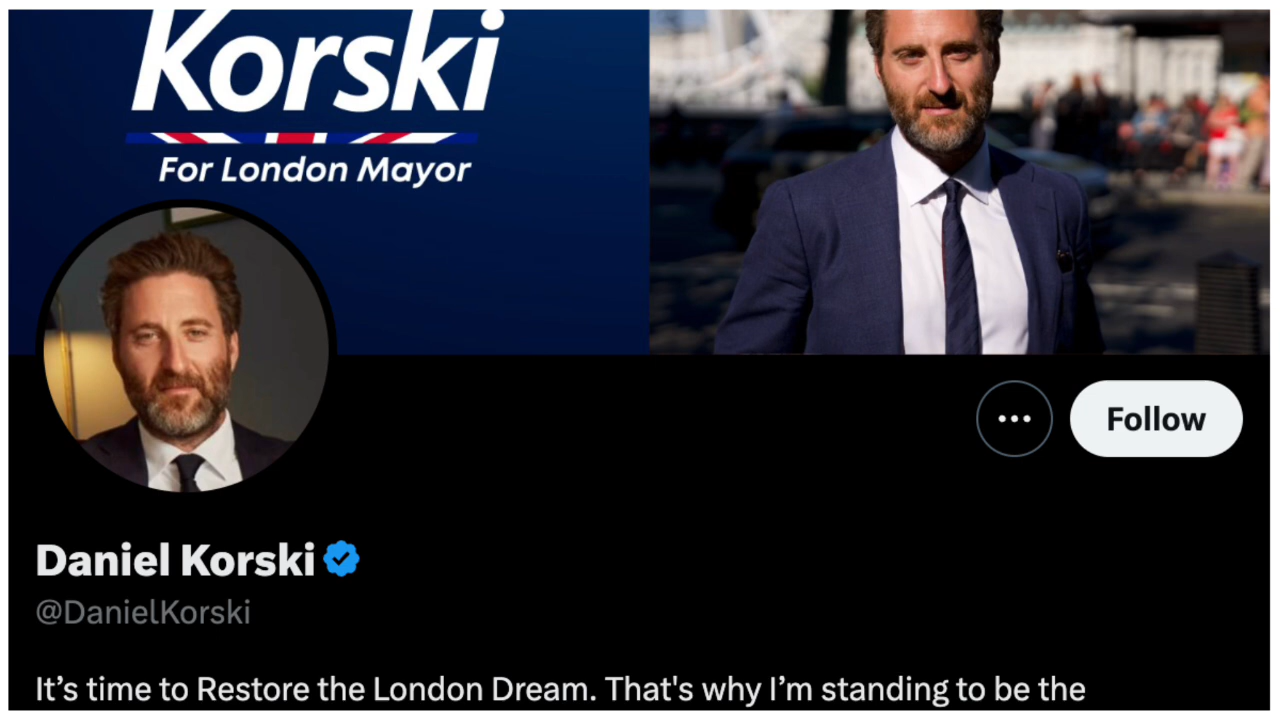 Korski
For London Mayor
Follow
Daniel Korski
@DanielKorski
It’s time to Restore the London Dream. That's why I’m standing to be the